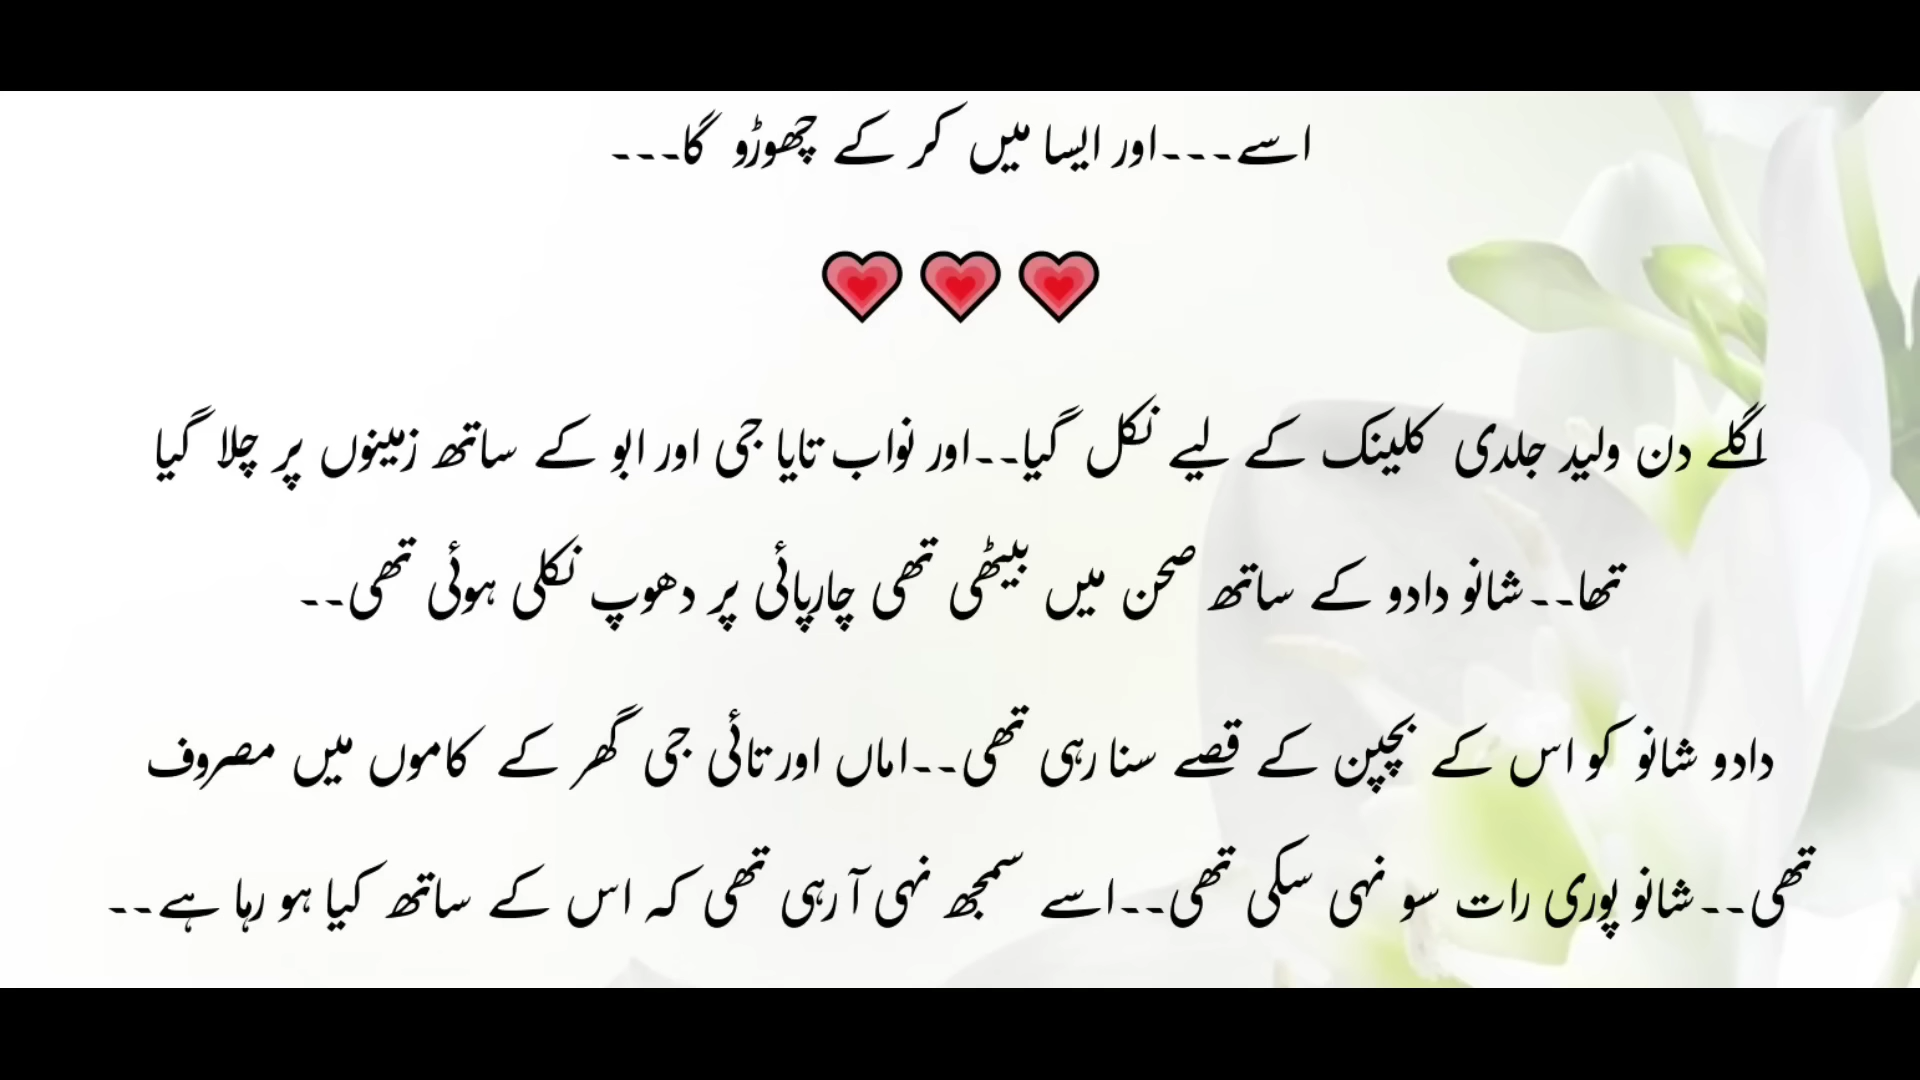 اسے۔۔۔اور ایسا میں کر کے چھوڑو گا۔۔۔
اگلے دن ولید جلدی کلینک کے لیے نکل گیا۔۔اور نواب تایا جی اور ابو کے ساتھ زمینوں پر چلا گیا
تھا۔۔شانو دادو کے ساتھ صحن میں بیٹھی تھی چارپائی پر دھوپ نکلی ہوئی تھی۔۔
دادو شانو کو اس کے بچپن کے قصے سنا رہی تھی۔۔اماں اور تائی جی گھر کے کاموں میں مصروف
تھی۔۔شانو پوری رات سو نہی سکی تھی۔۔اسے سمجھ نہی آ رہی تھی کہ اس کے ساتھ کیا ہو رہا ہے۔۔